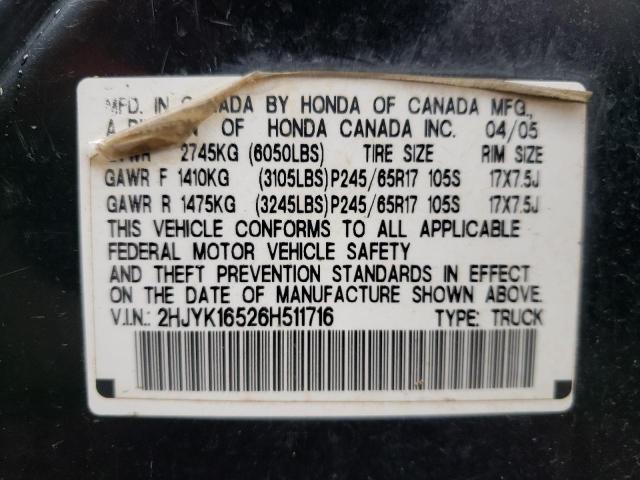 MFD. IN CANADA BY HONDA OF CANADA MFG.,
A DIVISION OF HONDA CANADA INC. 04/05
GVWR 2745KG (6050LBS) TIRE SIZE RIM SIZE
GAWR F 1410KG (3105LBS)P245/65R17 105S 17X7.5J
GAWR R 1475KG (3245LBS)P245/65R17 105S 17X7.5J
THIS VEHICLE CONFORMS TO ALL APPLICABLE
FEDERAL MOTOR VEHICLE SAFETY
AND THEFT PREVENTION STANDARDS IN EFFECT
ON THE DATE OF MANUFACTURE SHOWN ABOVE.
V.I.N.: 2HJYK16526H511716 TYPE: TRUCK